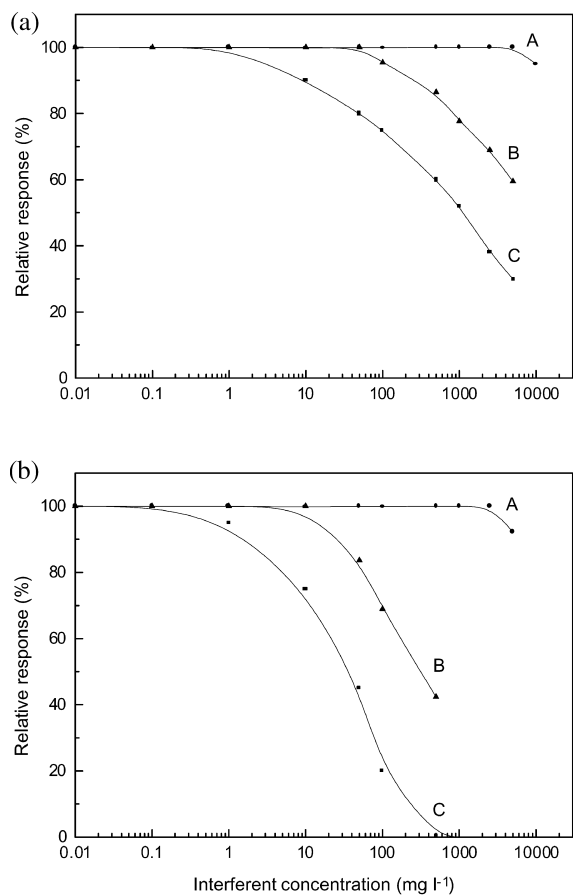 (a)
100
80
60
40
20
0
Relative response (%)
A
B
C
0.01 0.1 1 10 100 1000 10000
(b)
100
80
60
40
20
0
Relative response (%)
A
B
C
0.01 0.1 1 10 100 1000 10000
Interferent concentration (mg l-1)